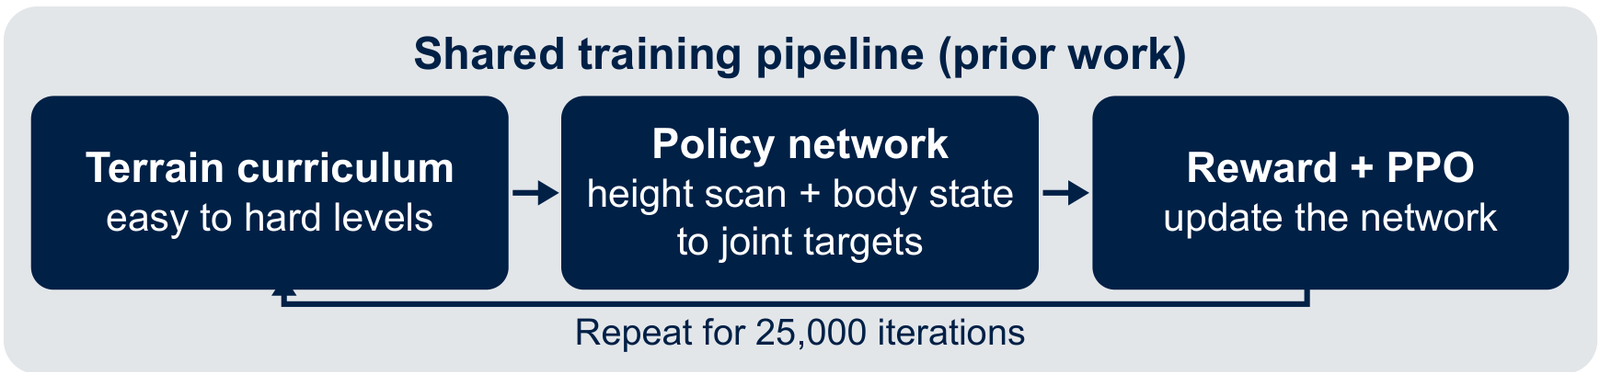 Shared training pipeline (prior work)
Terrain curriculum
easy to hard levels
Policy network
height scan + body state
to joint targets
Reward + PPO
update the network
Repeat for 25,000 iterations